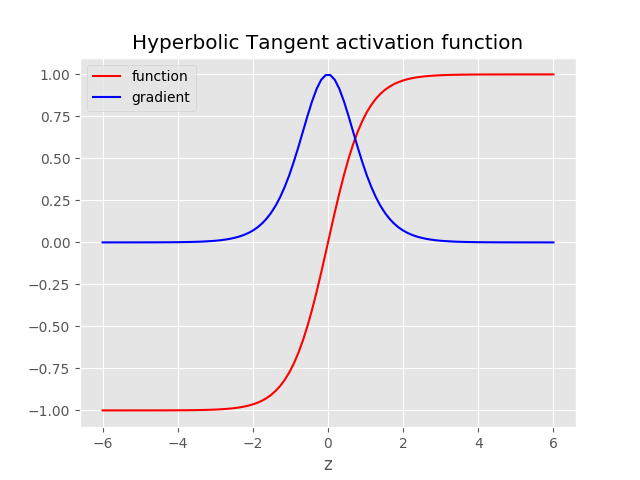 Hyperbolic Tangent activation function
function
gradient
1.00
0.75
0.50
0.25
0.00
−0.25
−0.50
−0.75
−1.00
−6 −4 −2 0 2 4 6
z